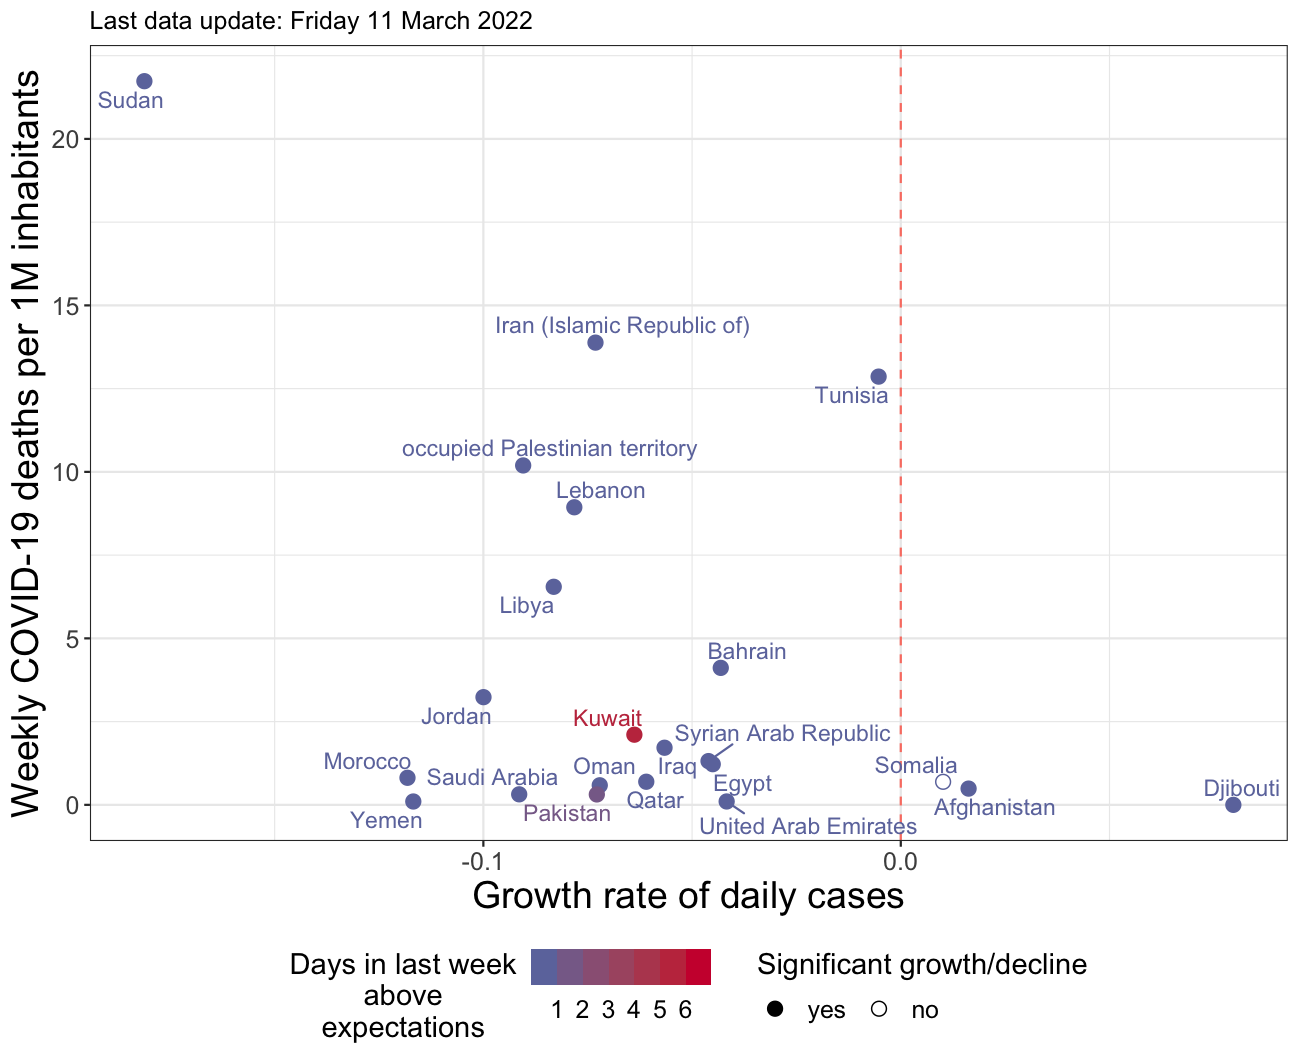 Last data update: Friday 11 March 2022
Weekly COVID-19 deaths per 1M inhabitants
20
15
10
5
0
Sudan
Iran (Islamic Republic of)
Tunisia
occupied Palestinian territory
Lebanon
Libya
Bahrain
Jordan
Kuwait
Syrian Arab Republic
Morocco
Saudi Arabia
Oman
Iraq
Somalia
Egypt
Djibouti
Qatar
Pakistan
Afghanistan
Yemen
United Arab Emirates
-0.1
0.0
Growth rate of daily cases
Days in last week
above
expectations
1 2 3 4 5 6
Significant growth/decline
yes
no